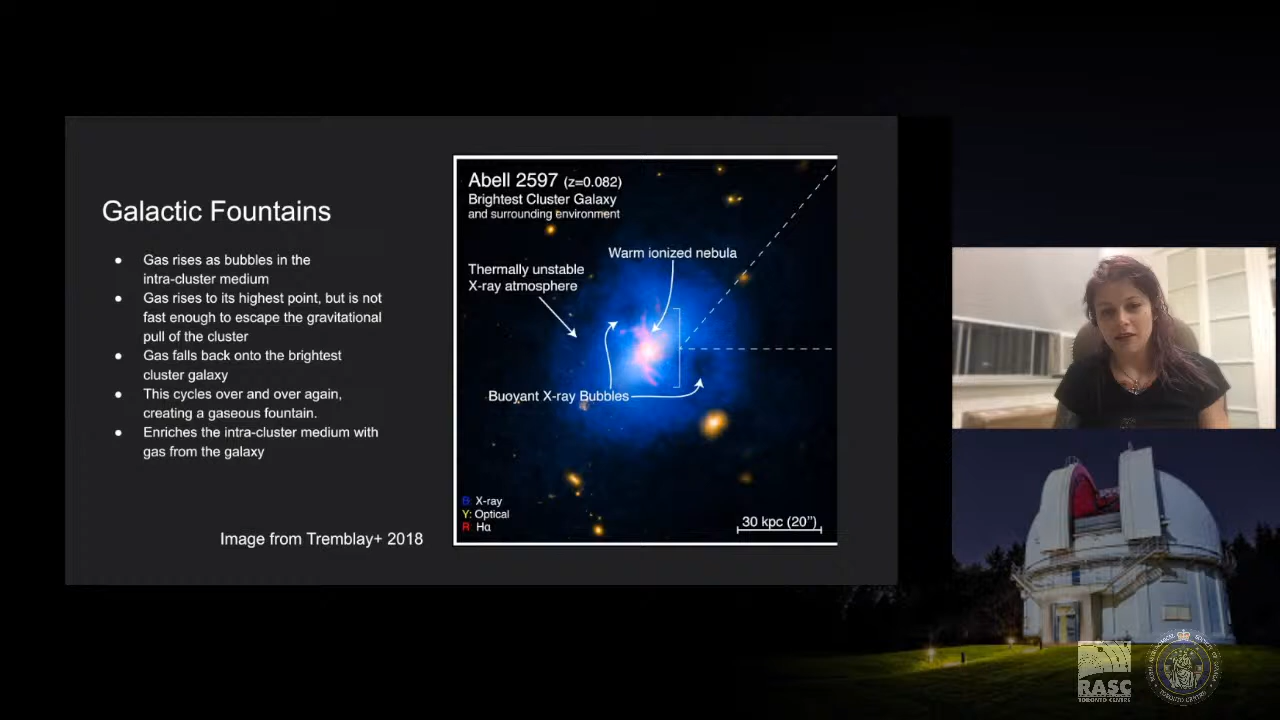 Galactic Fountains
● Gas rises as bubbles in the
intra-cluster medium
● Gas rises to its highest point, but is not
fast enough to escape the gravitational
pull of the cluster
● Gas falls back onto the brightest
cluster galaxy
● This cycles over and over again,
creating a gaseous fountain.
● Enriches the intra-cluster medium with
gas from the galaxy
Image from Tremblay+ 2018
Abell 2597 (z=0.082)
Brightest Cluster Galaxy
and surrounding environment
Warm ionized nebula
Thermally unstable
X-ray atmosphere
Buoyant X-ray Bubbles
B: X-ray
Y: Optical
R: Hα
30 kpc (20”)
RASC
TORONTO CENTRE